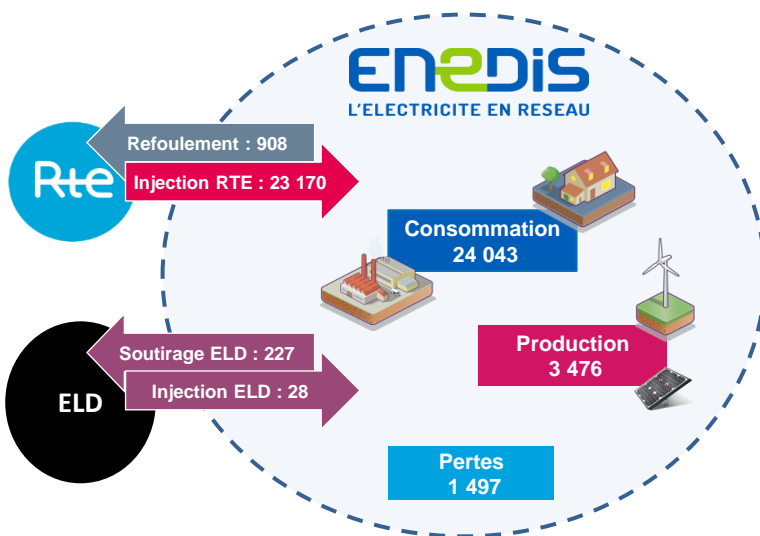 ENEDIS
L'ELECTRICITE EN RESEAU
Rte
Refoulement : 908
Injection RTE : 23 170
Consommation
24 043
Production
3 476
ELD
Soutirage ELD : 227
Injection ELD : 28
Pertes
1 497